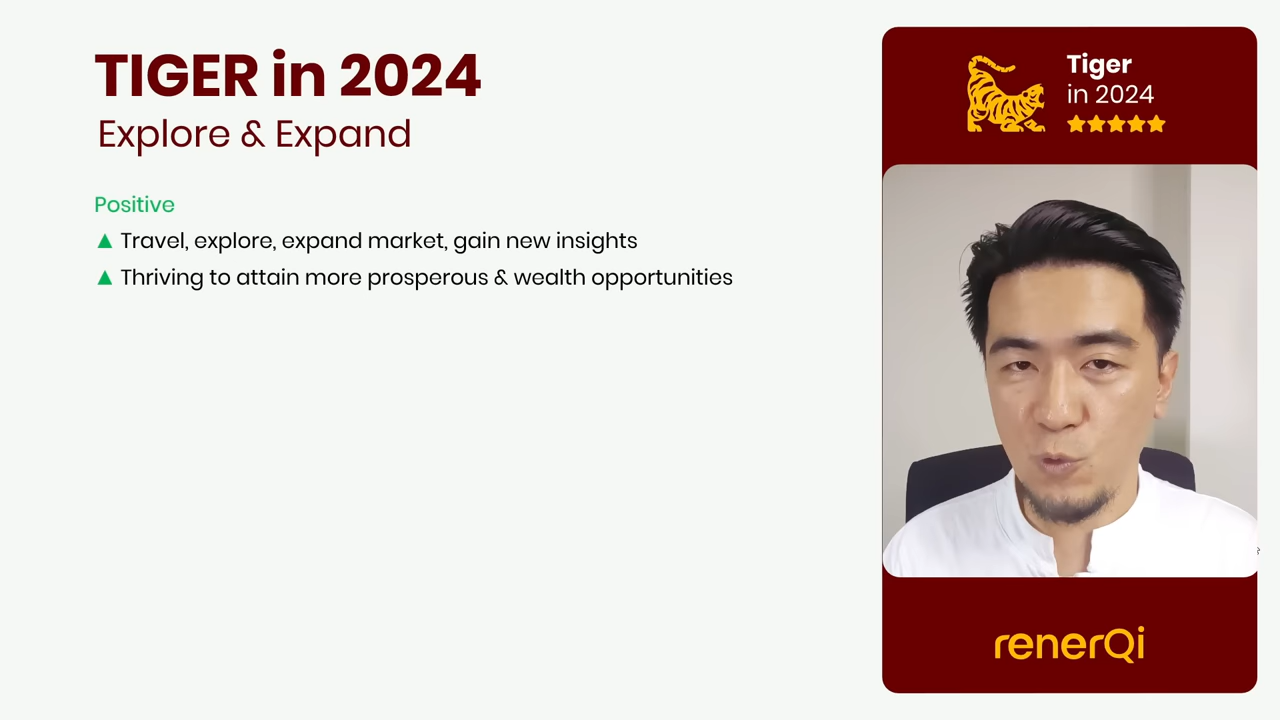 TIGER in 2024
Explore & Expand
Positive
▲ Travel, explore, expand market, gain new insights
▲ Thriving to attain more prosperous & wealth opportunities
Tiger
in 2024
renerQi